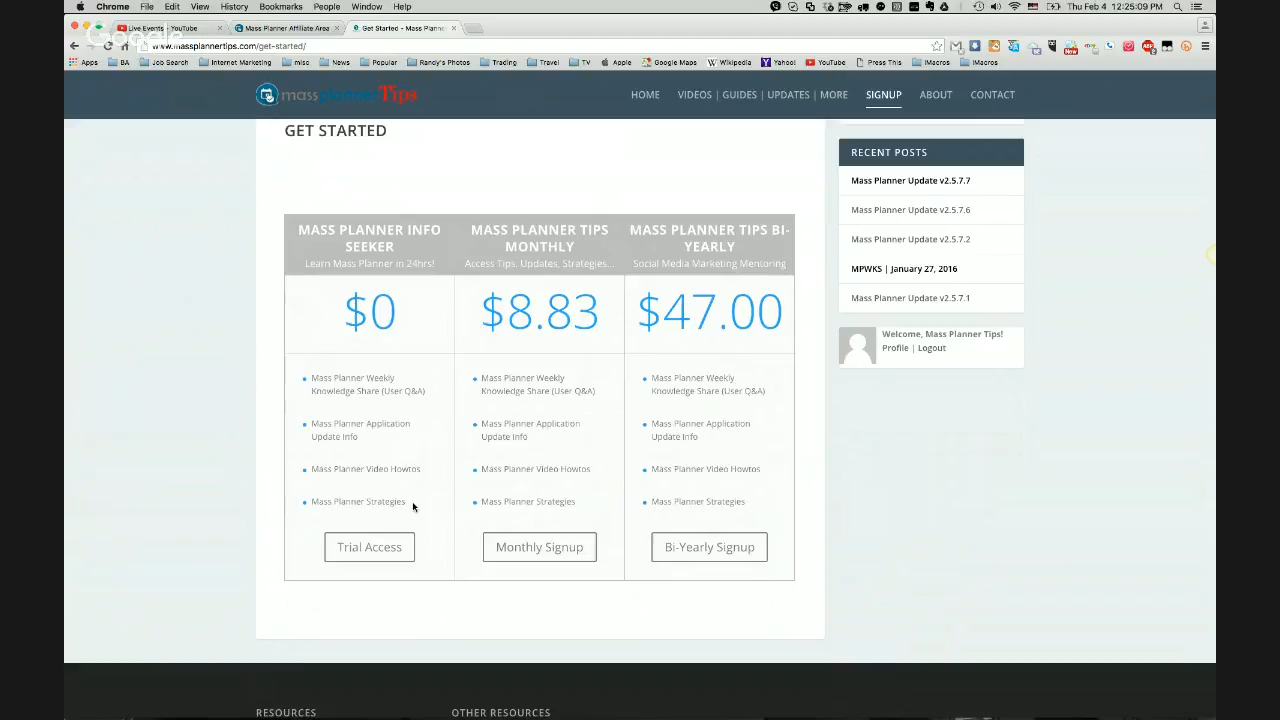 Chrome File Edit View History Bookmarks People Window Help Thu Feb 4 12:25:09 PM
Live Events - YouTube Mass Planner Affiliate Area Get Started - Mass Planne
Google
www.massplannertips.com/get-started/
Apps BA Job Search Internet Marketing misc News Popular Randy's Photos Trading Travel TV Apple Google Maps Wikipedia Yahoo! YouTube Press This iMacros iMacros
massplannerTips HOME VIDEOS | GUIDES | UPDATES | MORE SIGNUP ABOUT CONTACT
GET STARTED
MASS PLANNER INFO
SEEKER
Learn Mass Planner in 24hrs!
$0
Mass Planner Weekly
Knowledge Share (User Q&A)
Mass Planner Application
Update Info
Mass Planner Video Howtos
Mass Planner Strategies
Trial Access
MASS PLANNER TIPS
MONTHLY
Access Tips, Updates, Strategies...
$8.83
Mass Planner Weekly
Knowledge Share (User Q&A)
Mass Planner Application
Update Info
Mass Planner Video Howtos
Mass Planner Strategies
Monthly Signup
MASS PLANNER TIPS BI-
YEARLY
Social Media Marketing Mentoring
$47.00
Mass Planner Weekly
Knowledge Share (User Q&A)
Mass Planner Application
Update Info
Mass Planner Video Howtos
Mass Planner Strategies
Bi-Yearly Signup
RECENT POSTS
Mass Planner Update v2.5.7.7
Mass Planner Update v2.5.7.6
Mass Planner Update v2.5.7.2
MPWKS | January 27, 2016
Mass Planner Update v2.5.7.1
Welcome, Mass Planner Tips!
Profile | Logout
RESOURCES OTHER RESOURCES